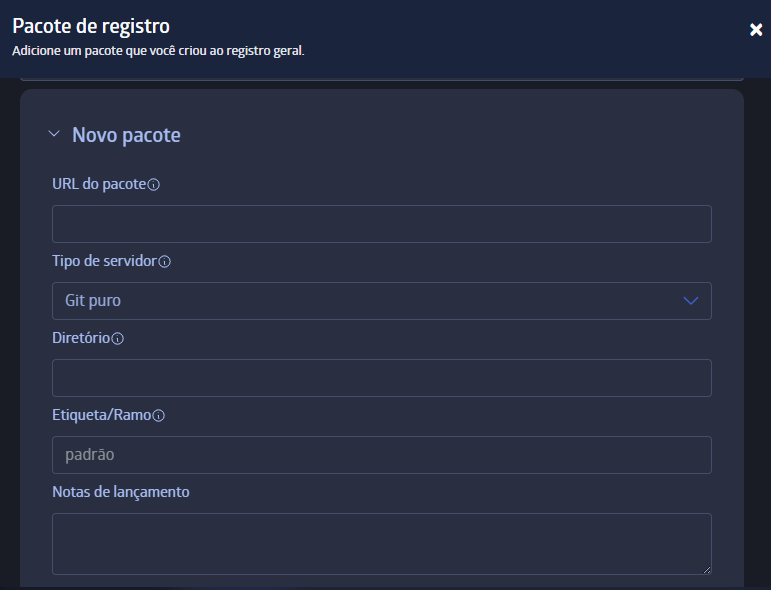 Pacote de registro
Adicione um pacote que você criou ao registro geral.
Novo pacote
URL do pacote
Tipo de servidor
Git puro
Diretório
Etiqueta/Ramo
padrão
Notas de lançamento